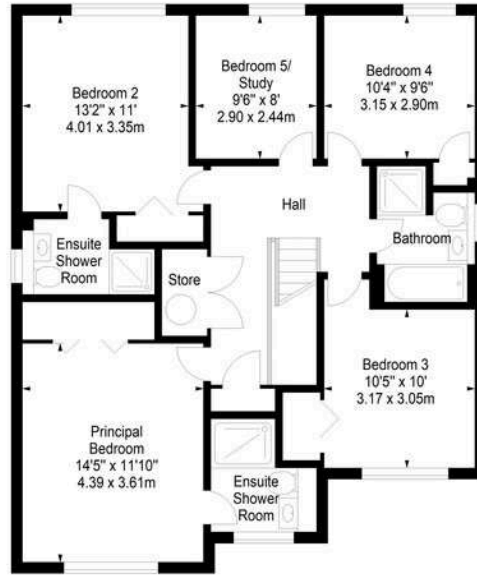 Bedroom 2
13'2" x 11'
4.01 x 3.35m
Bedroom 5/
Study
9'6" x 8'
2.90 x 2.44m
Bedroom 4
10'4" x 9'6"
3.15 x 2.90m
Hall
Ensuite
Shower
Room
Store
Bathroom
Bedroom 3
10'5" x 10'
3.17 x 3.05m
Principal
Bedroom
14'5" x 11'10"
4.39 x 3.61m
Ensuite
Shower
Room